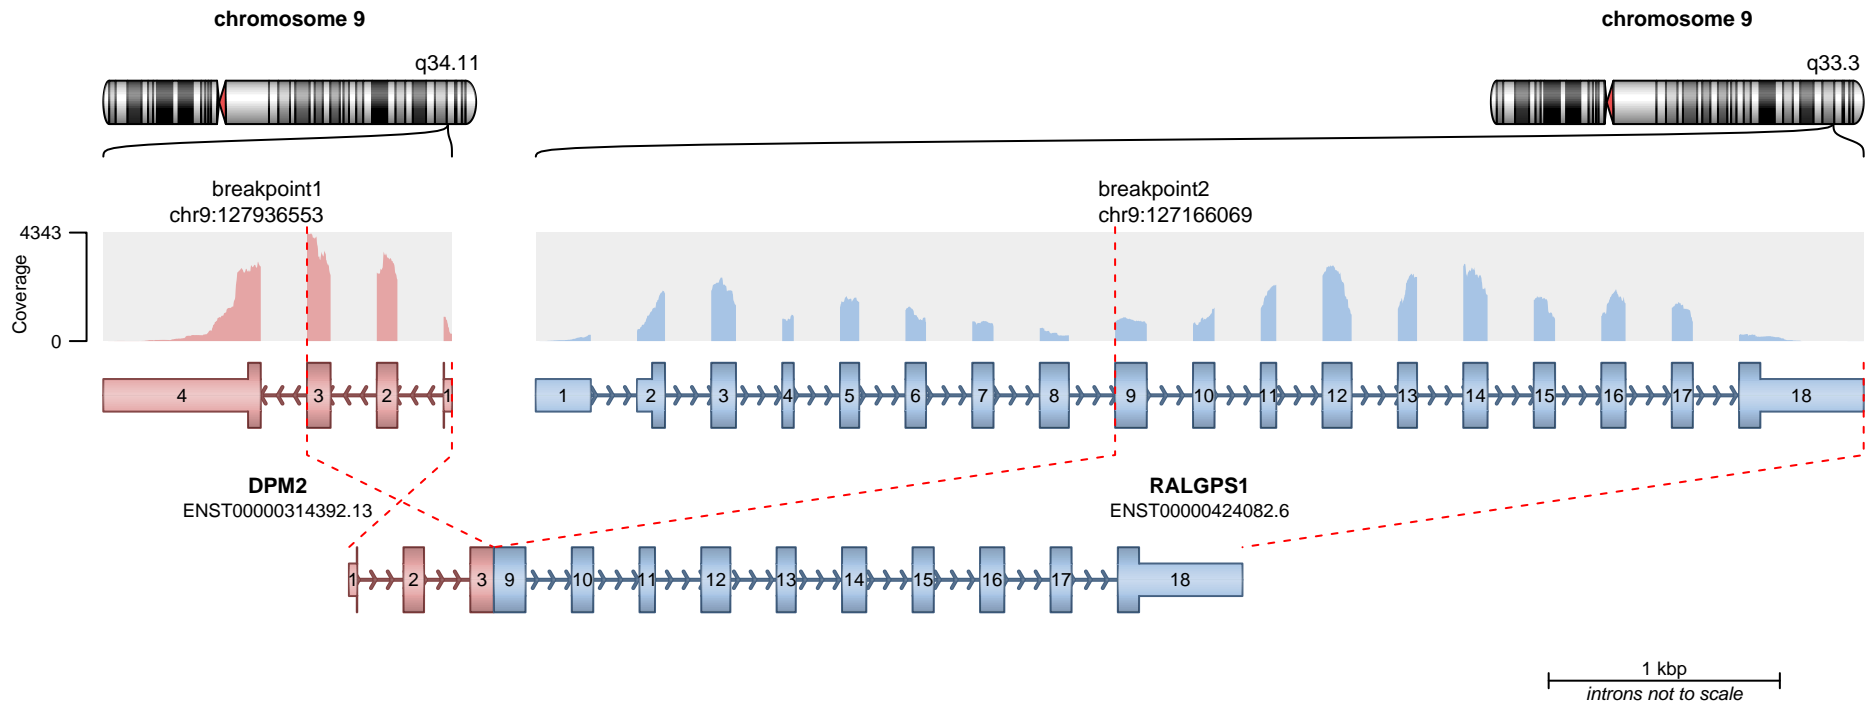 chromosome 9
chromosome 9
q34.11
q33.3
breakpoint1
chr9:127936553
breakpoint2
chr9:127166069
4343
Coverage
0
4 3 2 1
1 2 3 4 5 6 7 8 9 10 11 12 13 14 15 16 17 18
DPM2
ENST00000314392.13
RALGPS1
ENST00000424082.6
1 2 3 9 10 11 12 13 14 15 16 17 18
1 kbp
introns not to scale